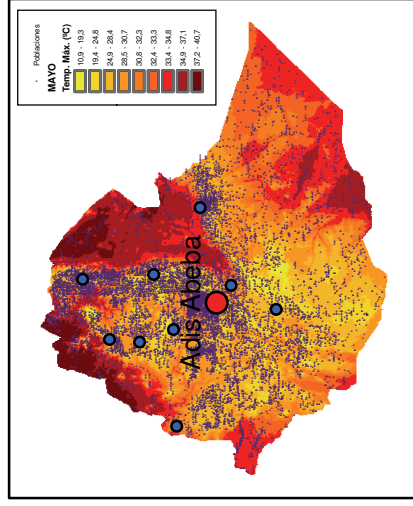 Poblaciones
MAYO
Temp. Máx. (ºC)
10,9 - 19,3
19,4 - 24,8
24,9 - 28,4
28,5 - 30,7
30,8 - 32,3
32,4 - 33,3
33,4 - 34,8
34,9 - 37,1
37,2 - 40,7
Adis Abeba